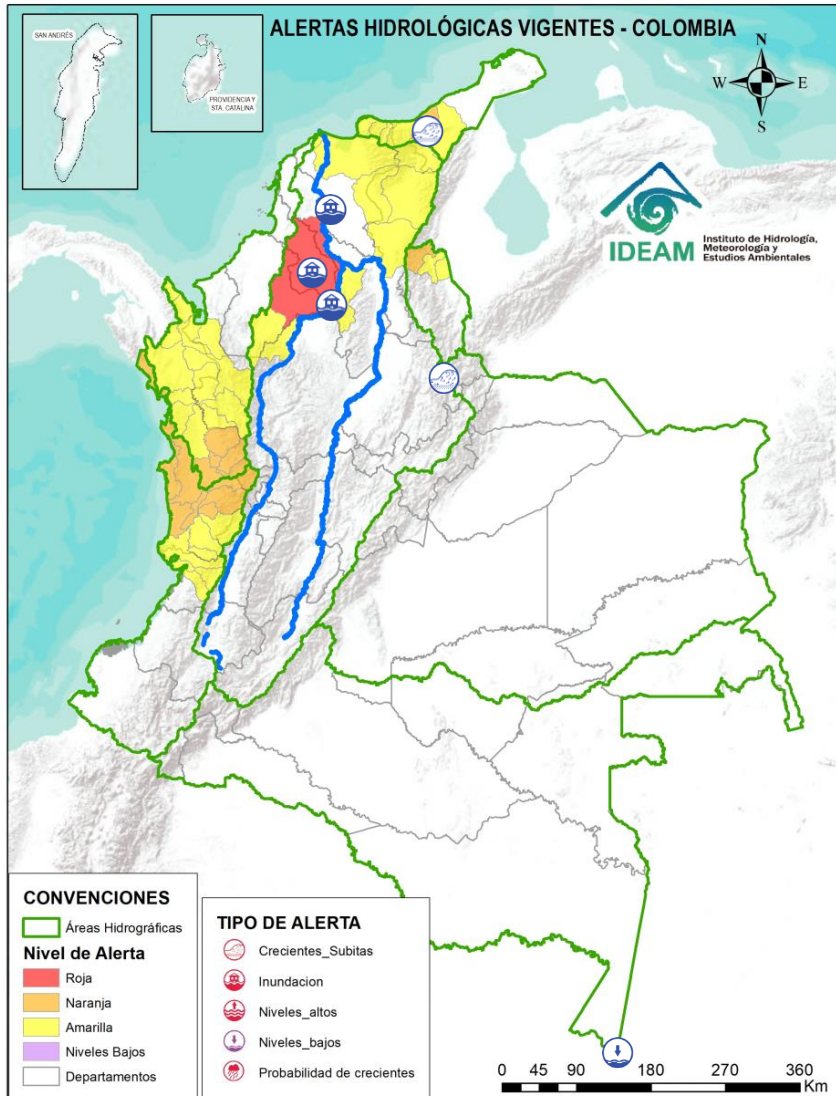 ALERTAS HIDROLÓGICAS VIGENTES - COLOMBIA
SAN ANDRÉS
PROVIDENCIA Y
STA. CATALINA
N
W
E
S
IDEAM
Instituto de Hidrología,
Meteorología y
Estudios Ambientales
CONVENCIONES
Áreas Hidrográficas
Nivel de Alerta
Roja
Naranja
Amarilla
Niveles Bajos
Departamentos
TIPO DE ALERTA
Crecientes_Subitas
Inundacion
Niveles_altos
Niveles_bajos
Probabilidad de crecientes
0 45 90 180 270 360
Km